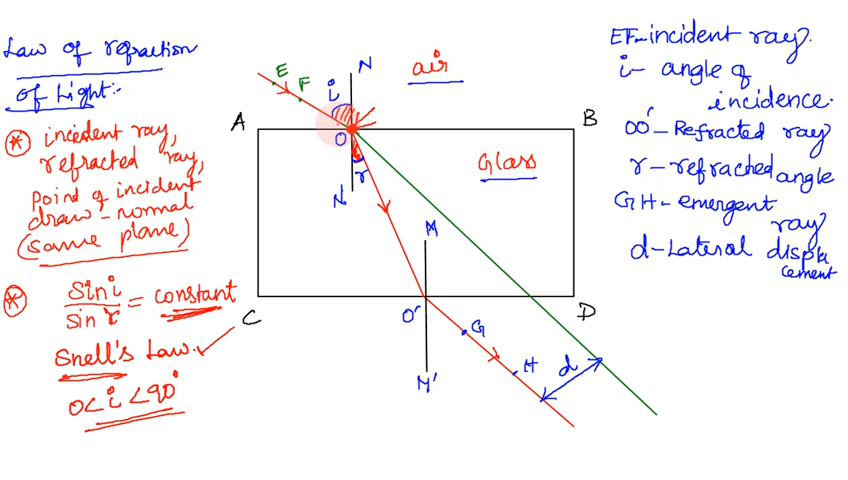 Law of refraction
Of Light:-
* incident ray,
refracted ray,
point of incident
draw - normal
(same plane)
* sin i / sin r = constant
Snell's Law.
0<i<90°
E
F
N
i
air
A
B
O
r
Glass
N'
M
C
O'
D
G
H
d
M'
EF-incident ray.
i- angle of
incidence.
OO'-Refracted ray
r-refracted angle
GH-emergent
ray
d-Lateral displa
cement